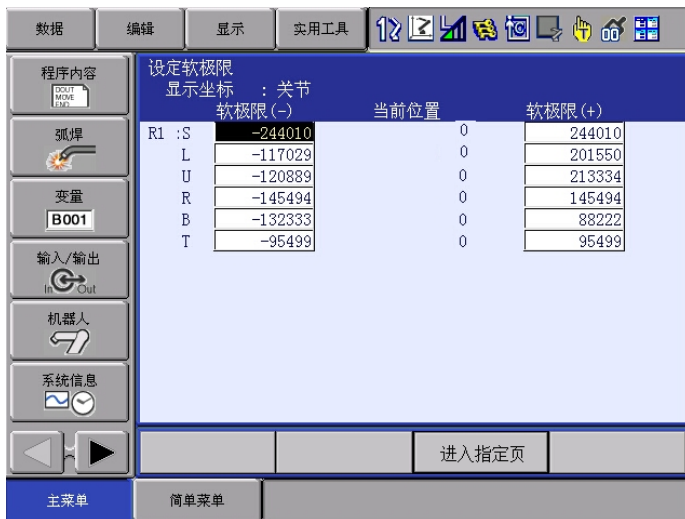 数据 编辑 显示 实用工具
程序内容
DOUT
MOVE
END
弧焊
变量
B001
输入/输出
In Out
机器人
系统信息
设定软极限
显示坐标 : 关节
软极限(-) 当前位置 软极限(+)
R1 :S -244010 0 244010
L -117029 0 201550
U -120889 0 213334
R -145494 0 145494
B -132333 0 88222
T -95499 0 95499
进入指定页
主菜单 简单菜单